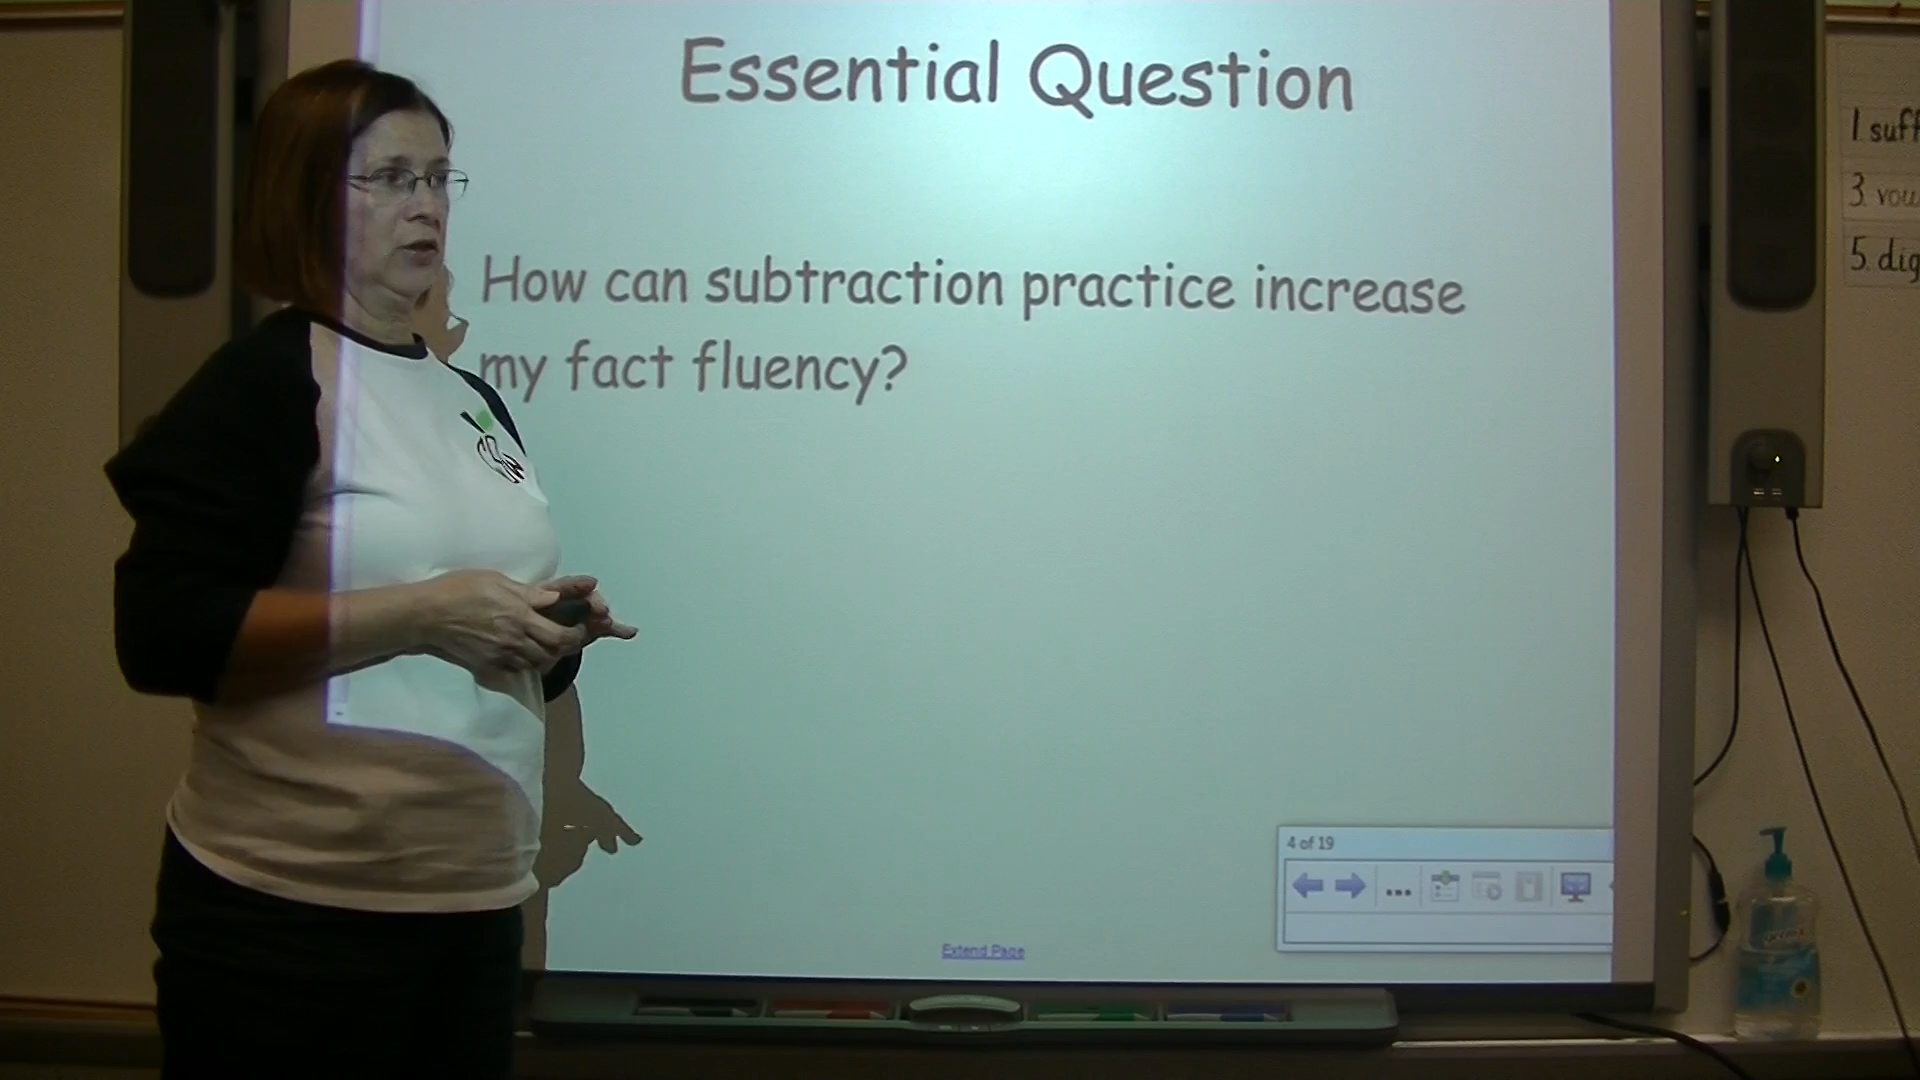 Essential Question
How can subtraction practice increase
my fact fluency?
4 of 19
Extend Page
1. suff
3. vou
5. dig